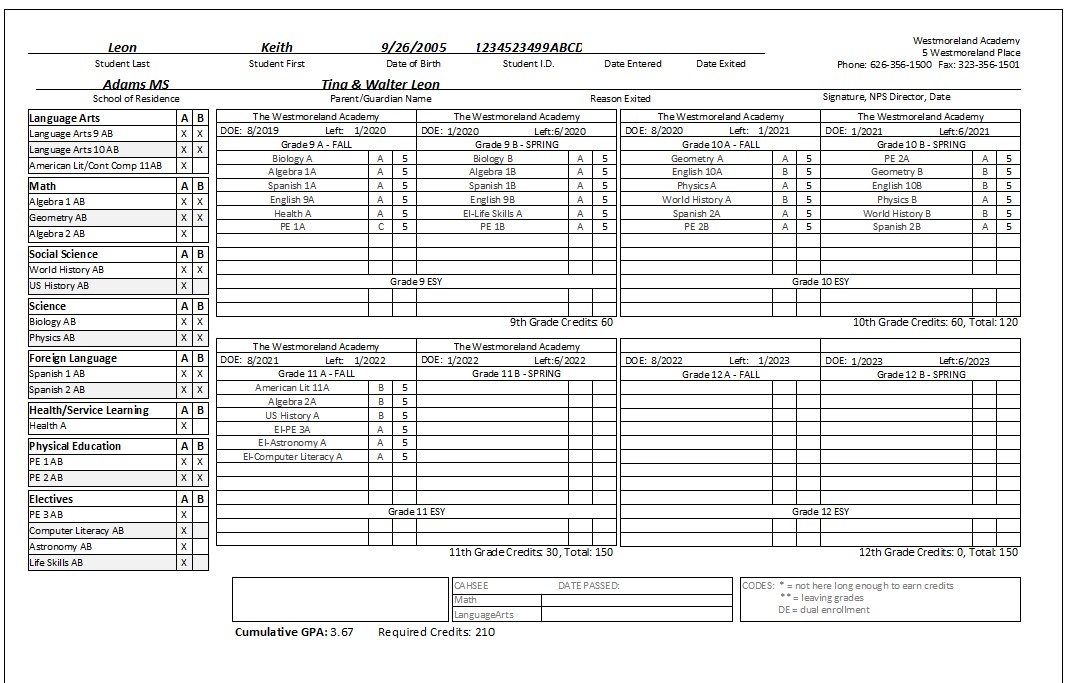 Leon Keith 9/26/2005 1234523499ABCD
Student Last Student First Date of Birth Student I.D. Date Entered Date Exited
Westmoreland Academy
5 Westmoreland Place
Phone: 626-356-1500 Fax: 323-356-1501
Adams MS Tina & Walter Leon
School of Residence Parent/Guardian Name Reason Exited Signature, NPS Director, Date
Language Arts A B
Language Arts 9 AB X X
Language Arts 10 AB X X
American Lit/Cont Comp 11AB X
Math A B
Algebra 1 AB X X
Geometry AB X X
Algebra 2 AB X
Social Science A B
World History AB X X
US History AB X
Science A B
Biology AB X X
Physics AB X X
Foreign Language A B
Spanish 1 AB X X
Spanish 2 AB X X
Health/Service Learning A B
Health A X
Physical Education A B
PE 1 AB X X
PE 2 AB X X
Electives A B
PE 3 AB X
Computer Literacy AB X
Astronomy AB X
Life Skills AB X
The Westmoreland Academy
DOE: 8/2019 Left: 1/2020
Grade 9 A - FALL
Biology A A 5
Algebra 1A A 5
Spanish 1A A 5
English 9A A 5
Health A A 5
PE 1A C 5
The Westmoreland Academy
DOE: 1/2020 Left:6/2020
Grade 9 B - SPRING
Biology B A 5
Algebra 1B A 5
Spanish 1B A 5
English 9B A 5
El-Life Skills A A 5
PE 1B A 5
Grade 9 ESY
9th Grade Credits: 60
The Westmoreland Academy
DOE: 8/2020 Left: 1/2021
Grade 10 A - FALL
Geometry A A 5
English 10A B 5
Physics A A 5
World History A B 5
Spanish 2A A 5
PE 2B A 5
The Westmoreland Academy
DOE: 1/2021 Left:6/2021
Grade 10 B - SPRING
PE 2A A 5
Geometry B B 5
English 10B B 5
Physics B A 5
World History B B 5
Spanish 2B A 5
Grade 10 ESY
10th Grade Credits: 60, Total: 120
The Westmoreland Academy
DOE: 8/2021 Left: 1/2022
Grade 11 A - FALL
American Lit 11A B 5
Algebra 2A B 5
US History A B 5
El-PE 3A A 5
El-Astronomy A A 5
El-Computer Literacy A A 5
The Westmoreland Academy
DOE: 1/2022 Left:6/2022
Grade 11 B - SPRING
Grade 11 ESY
11th Grade Credits: 30, Total: 150
DOE: 8/2022 Left: 1/2023
Grade 12 A - FALL
DOE: 1/2023 Left:6/2023
Grade 12 B - SPRING
Grade 12 ESY
12th Grade Credits: 0, Total: 150
CAHSEE DATE PASSED:
Math
LanguageArts
CODES: * = not here long enough to earn credits
** = leaving grades
DE = dual enrollment
Cumulative GPA: 3.67 Required Credits: 210